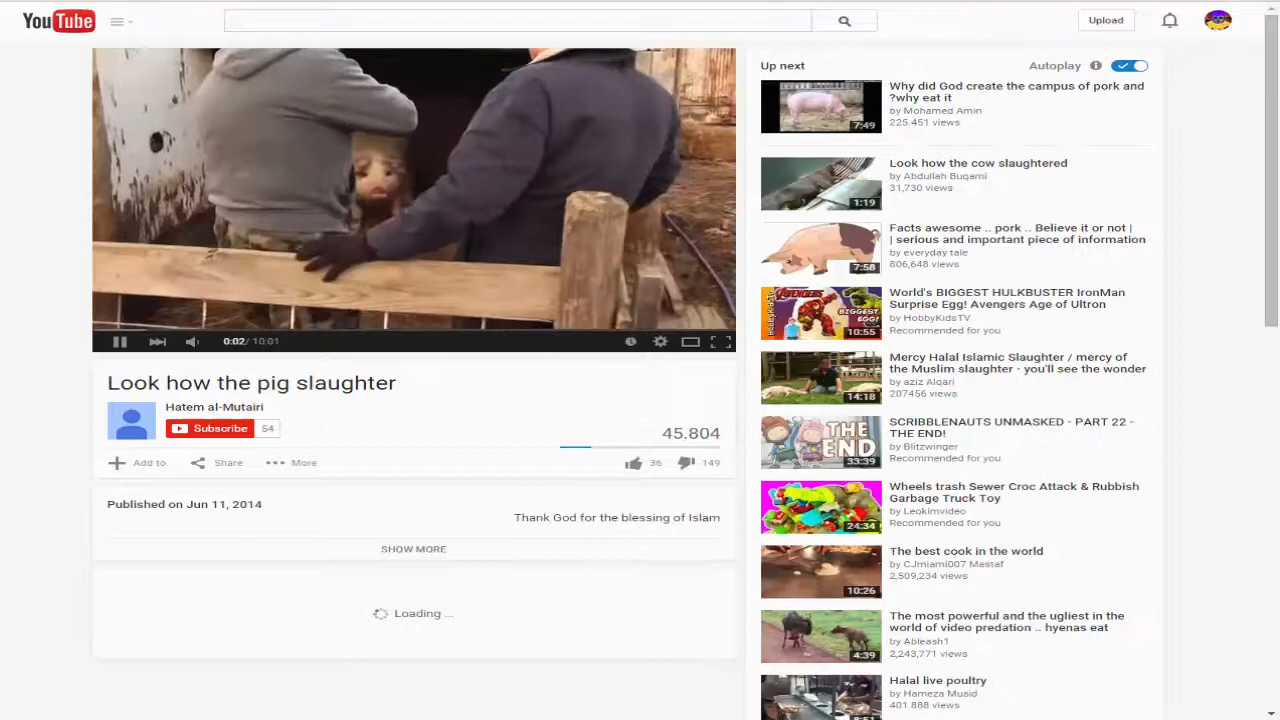 YouTube
Upload
0:02 / 10:01
Look how the pig slaughter
Hatem al-Mutairi
Subscribe 54
45.804
Add to Share More 36 149
Published on Jun 11, 2014
Thank God for the blessing of Islam
SHOW MORE
Loading ...
Up next Autoplay
Why did God create the campus of pork and
?why eat it
by Mohamed Amin
225.451 views
7:49
Look how the cow slaughtered
by Abdullah Buqami
31,730 views
1:19
Facts awesome .. pork .. Believe it or not |
| serious and important piece of information
by everyday tale
806,648 views
7:58
World's BIGGEST HULKBUSTER IronMan
Surprise Egg! Avengers Age of Ultron
by HobbyKidsTV
Recommended for you
AVENGERS
HobbyKidsTV
BIGGEST
EGG!
10:55
Mercy Halal Islamic Slaughter / mercy of
the Muslim slaughter - you'll see the wonder
by aziz Alqari
207456 views
14:18
SCRIBBLENAUTS UNMASKED - PART 22 -
THE END!
by Blitzwinger
Recommended for you
THE
END
33:39
Wheels trash Sewer Croc Attack & Rubbish
Garbage Truck Toy
by Leokimvideo
Recommended for you
24:34
The best cook in the world
by CJmiami007 Mastaf
2,509,234 views
10:26
The most powerful and the ugliest in the
world of video predation .. hyenas eat
by Ableash1
2,243,771 views
4:39
Halal live poultry
by Hameza Musid
401 888 views
8:51